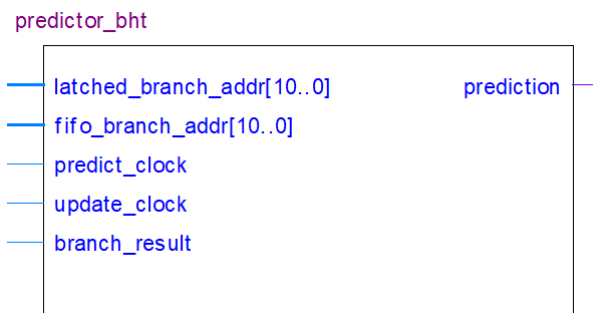 predictor_bht
latched_branch_addr[10..0] prediction
fifo_branch_addr[10..0]
predict_clock
update_clock
branch_result